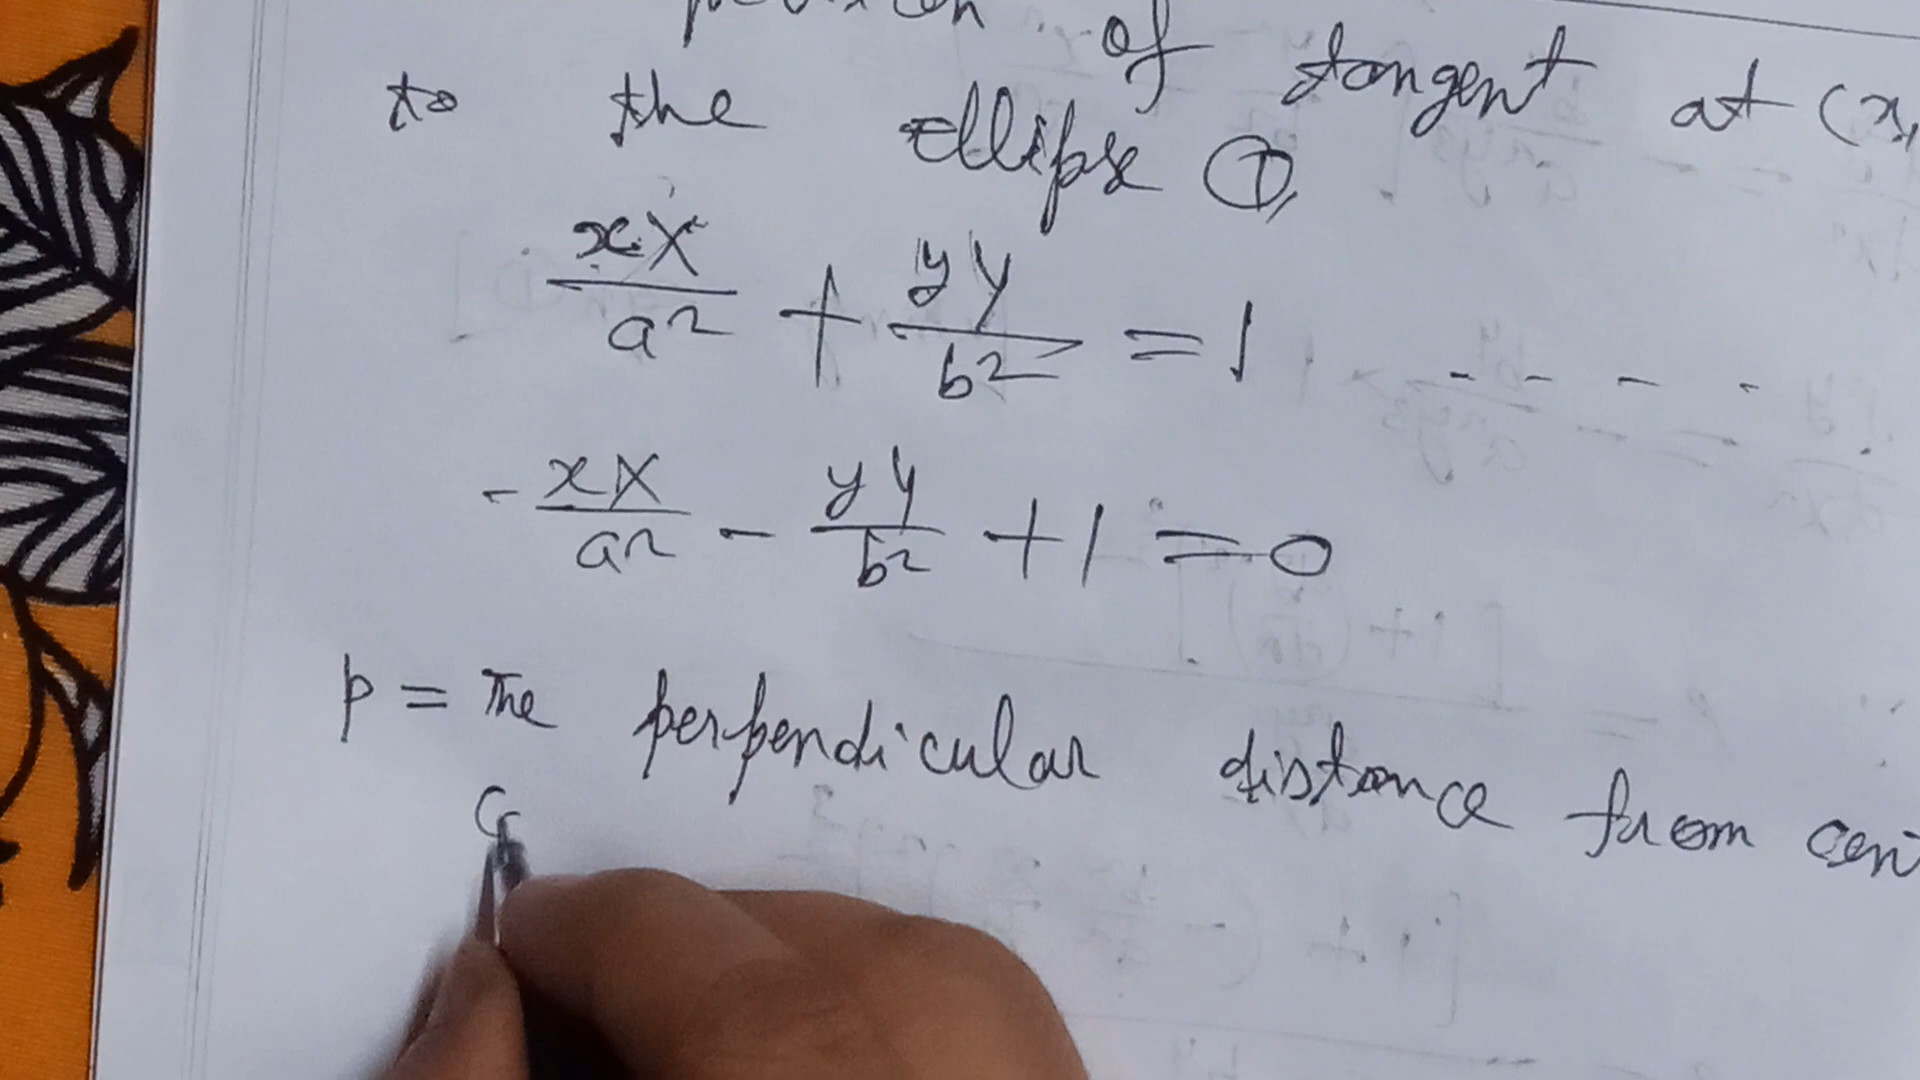 of tangent at (x,
to the ellipse ①,
xX/a² + yY/b² = 1 - - - -
- xX/a² - yY/b² + 1 = 0
p = The perpendicular distance from cen
C